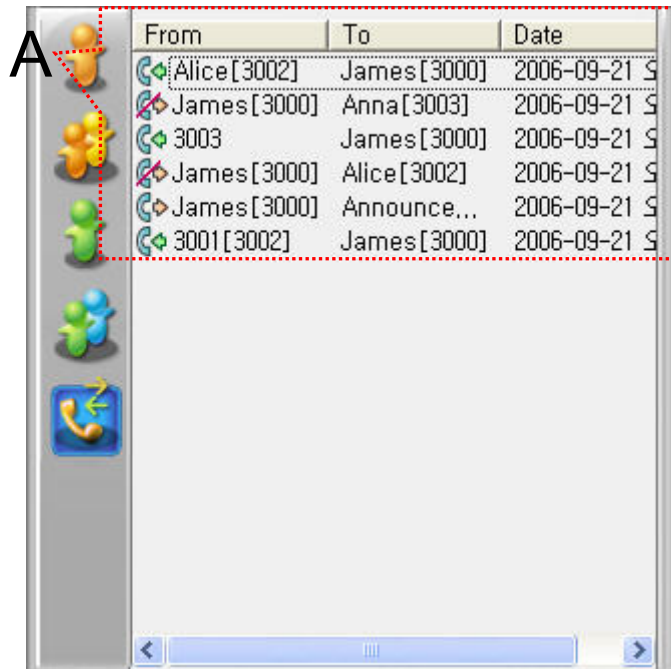 A
From To Date
Alice[3002] James[3000] 2006-09-21
James[3000] Anna[3003] 2006-09-21
3003 James[3000] 2006-09-21
James[3000] Alice[3002] 2006-09-21
James[3000] Announce... 2006-09-21
3001[3002] James[3000] 2006-09-21